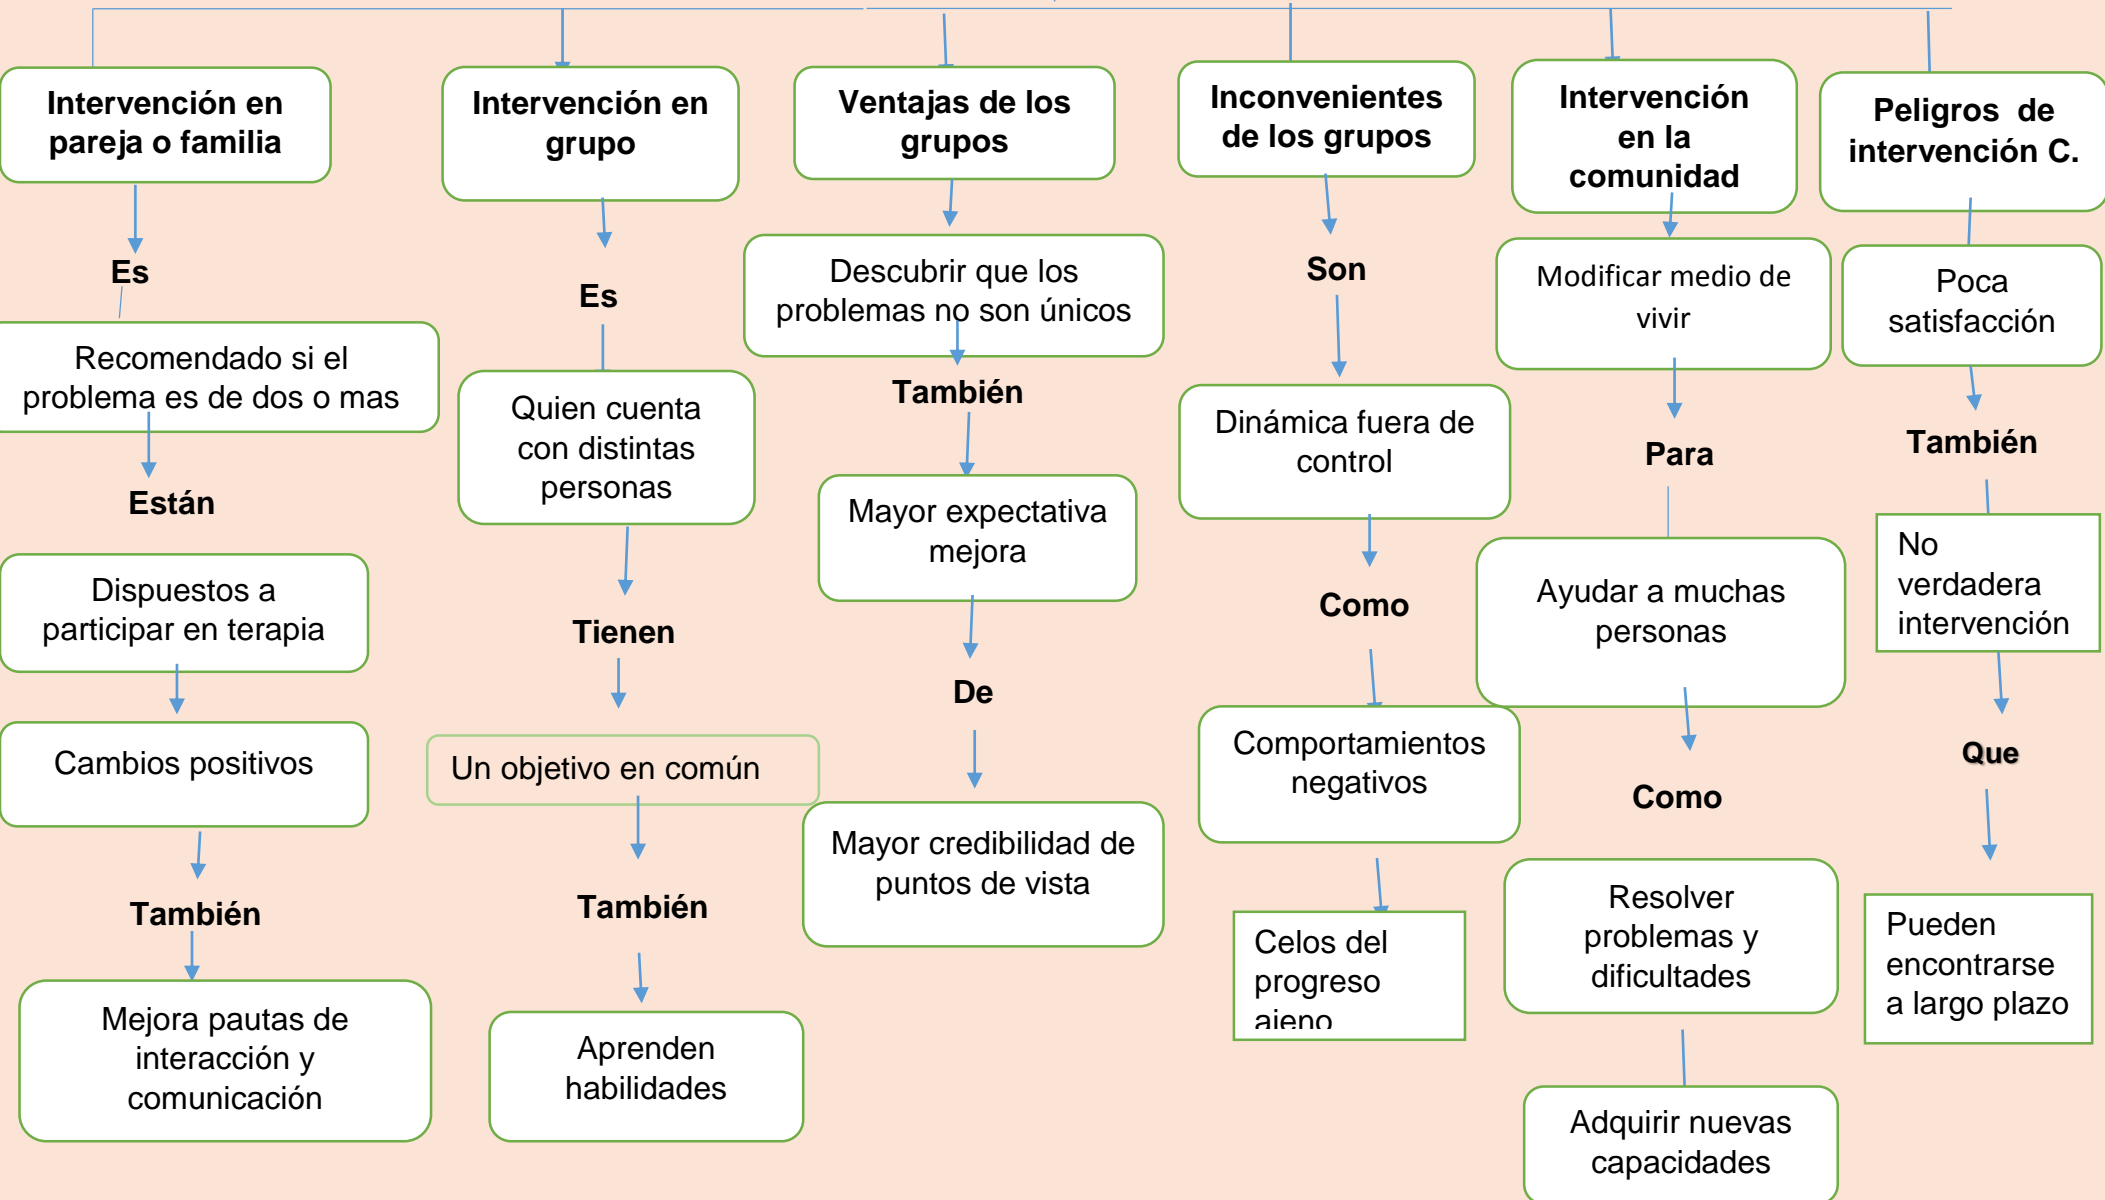 Intervención en
pareja o familia
Es
Recomendado si el
problema es de dos o mas
Están
Dispuestos a
participar en terapia
Cambios positivos
También
Mejora pautas de
interacción y
comunicación
Intervención en
grupo
Es
Quien cuenta
con distintas
personas
Tienen
Un objetivo en común
También
Aprenden
habilidades
Ventajas de los
grupos
Descubrir que los
problemas no son únicos
También
Mayor expectativa
mejora
De
Mayor credibilidad de
puntos de vista
Inconvenientes
de los grupos
Son
Dinámica fuera de
control
Como
Comportamientos
negativos
Celos del
progreso
ajeno
Intervención
en la
comunidad
Modificar medio de
vivir
Para
Ayudar a muchas
personas
Como
Resolver
problemas y
dificultades
Adquirir nuevas
capacidades
Peligros de
intervención C.
Poca
satisfacción
También
No
verdadera
intervención
Que
Pueden
encontrarse
a largo plazo